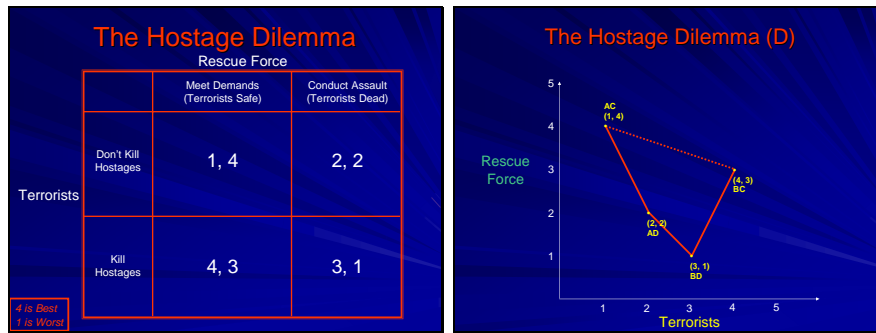 The Hostage Dilemma
Rescue Force
Meet Demands
(Terrorists Safe)
Conduct Assault
(Terrorists Dead)
Don't Kill
Hostages
1, 4
2, 2
Terrorists
Kill
Hostages
4, 3
3, 1
4 is Best
1 is Worst
The Hostage Dilemma (D)
5
AC
(1, 4)
4
Rescue
Force
3
(4, 3)
BC
2
(2, 2)
AD
1
(3, 1)
BD
1
2
3
4
5
Terrorists